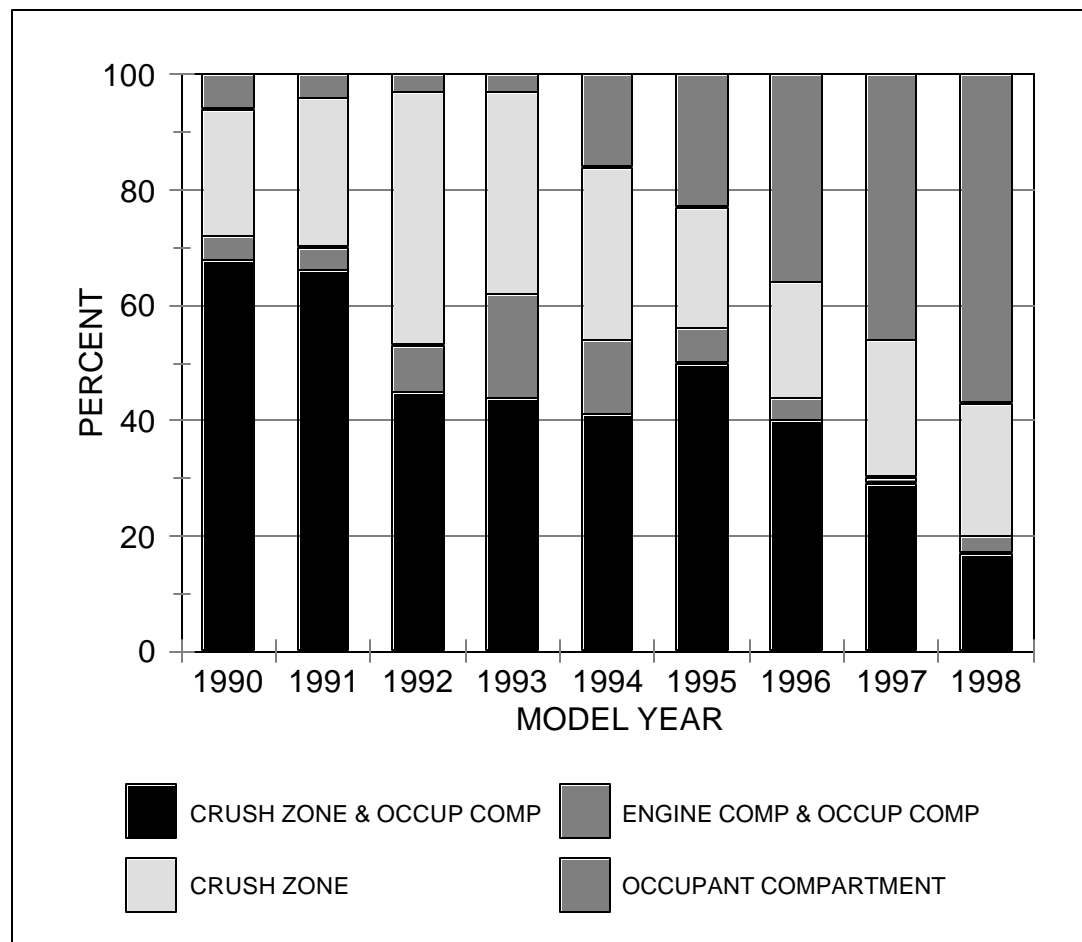 100
80
60
40
20
0
PERCENT
1990 1991 1992 1993 1994 1995 1996 1997 1998
MODEL YEAR
CRUSH ZONE & OCCUP COMP
ENGINE COMP & OCCUP COMP
CRUSH ZONE
OCCUPANT COMPARTMENT